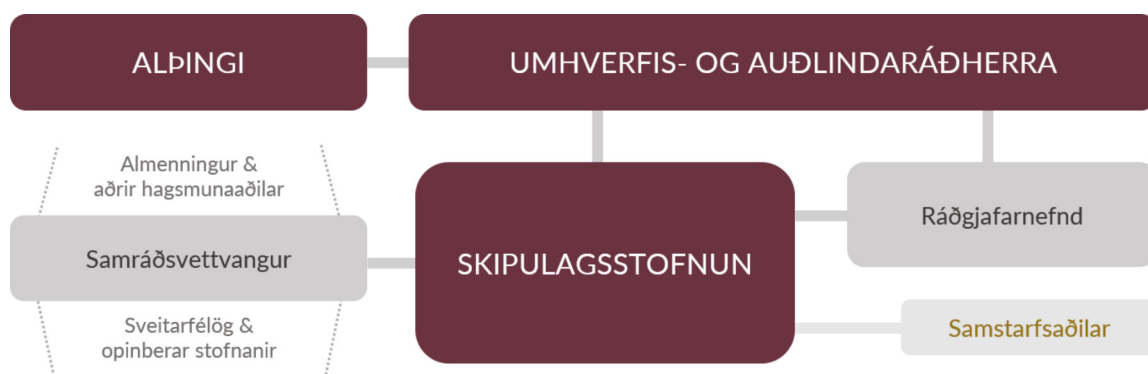 ALÞINGI
UMHVERFIS- OG AUÐLINDARÁÐHERRA
Almenningur &
aðrir hagsmunaaðilar
Samráðsvettvangur
Sveitarfélög &
opinberar stofnanir
SKIPULAGSSTOFNUN
Ráðgjafarnefnd
Samstarfsaðilar